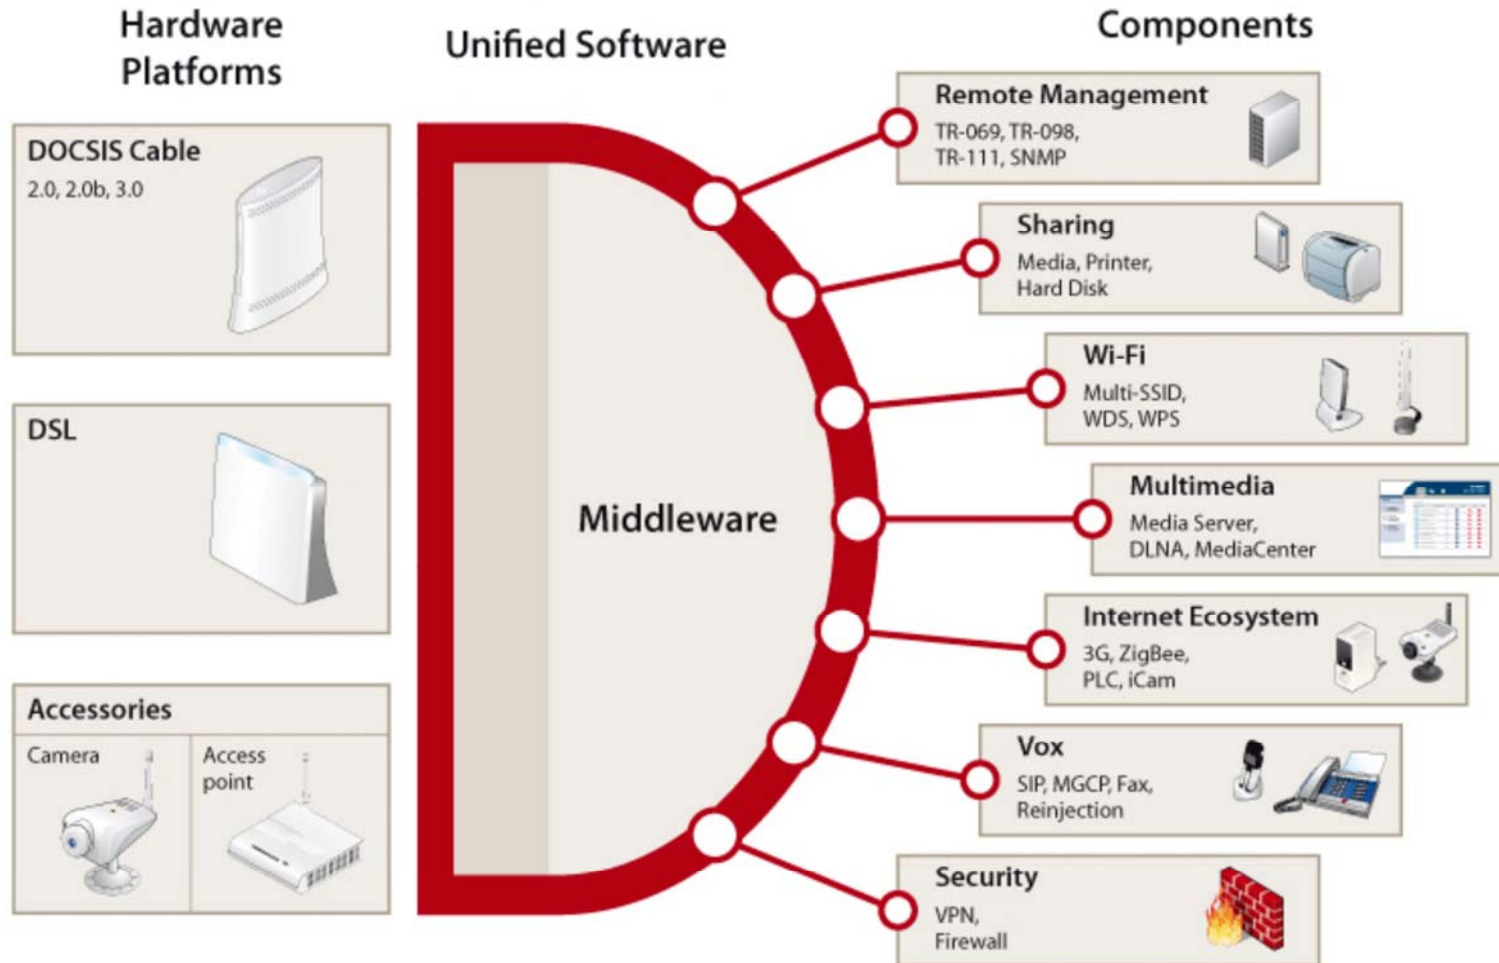 Hardware
Platforms
DOCSIS Cable
2.0, 2.0b, 3.0
DSL
Accessories
Camera
Access
point
Unified Software
Middleware
Components
Remote Management
TR-069, TR-098,
TR-111, SNMP
Sharing
Media, Printer,
Hard Disk
Wi-Fi
Multi-SSID,
WDS, WPS
Multimedia
Media Server,
DLNA, MediaCenter
Internet Ecosystem
3G, ZigBee,
PLC, iCam
Vox
SIP, MGCP, Fax,
Reinjection
Security
VPN,
Firewall